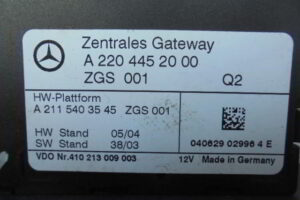 Zentrales Gateway
A 220 445 20 00
ZGS 001 Q2
HW-Plattform
A 211 540 35 45 ZGS 001
HW Stand 05/04
SW Stand 38/03
040629 02996 4 E
VDO Nr.410 213 009 003 12V Made in Germany